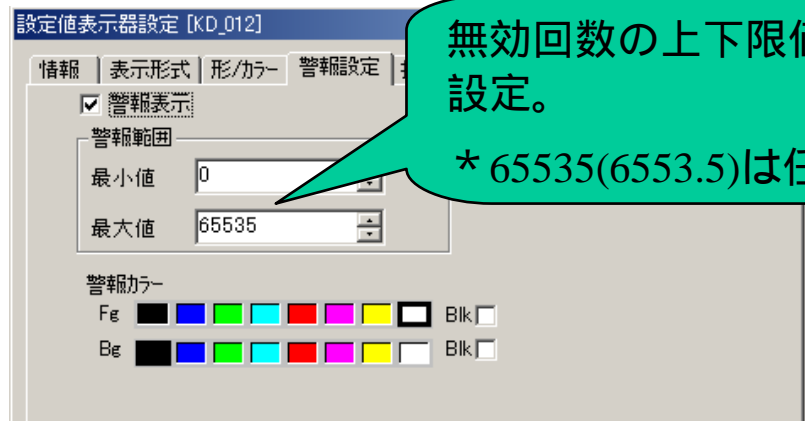 設定値表示器設定 [KD_012]
情報 表示形式 形/カラー 警報設定
警報表示
警報範囲
最小値 0
最大値 65535
警報カラー
Fg Blk
Bg Blk
無効回数の上下限値
設定。
*65535(6553.5)は任